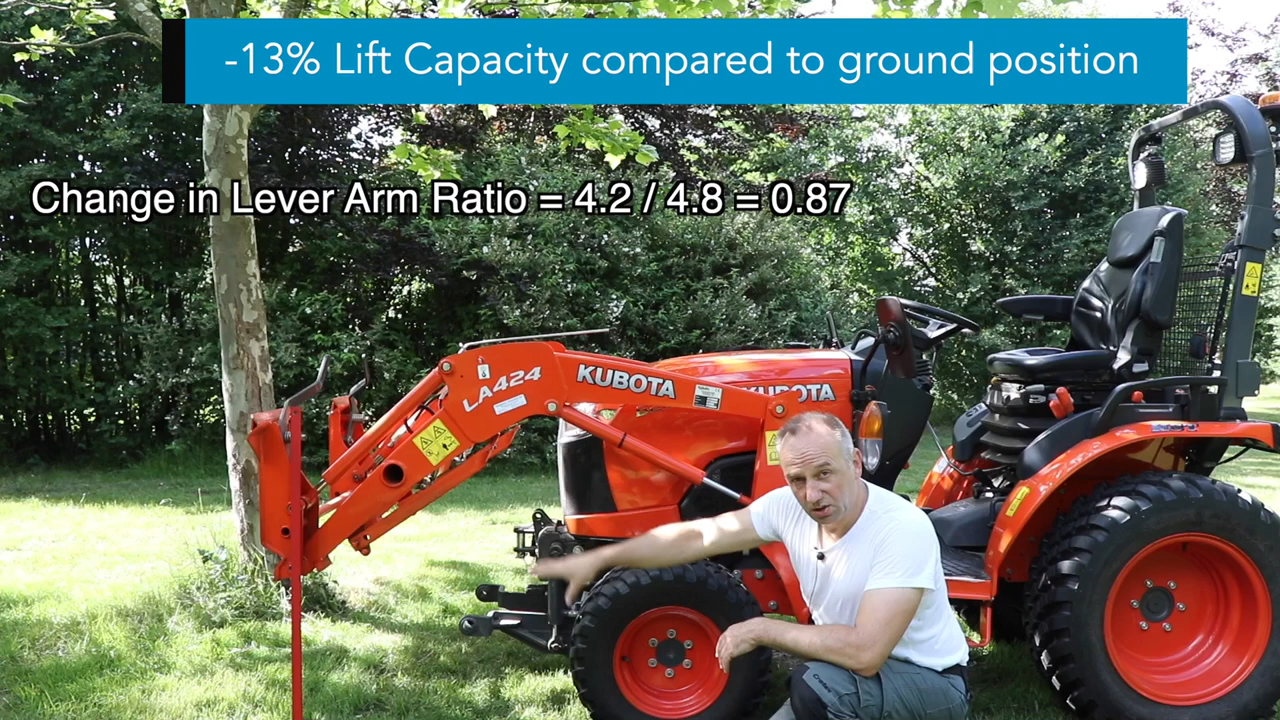 -13% Lift Capacity compared to ground position
Change in Lever Arm Ratio = 4.2 / 4.8 = 0.87
LA424
KUBOTA
KUBOTA